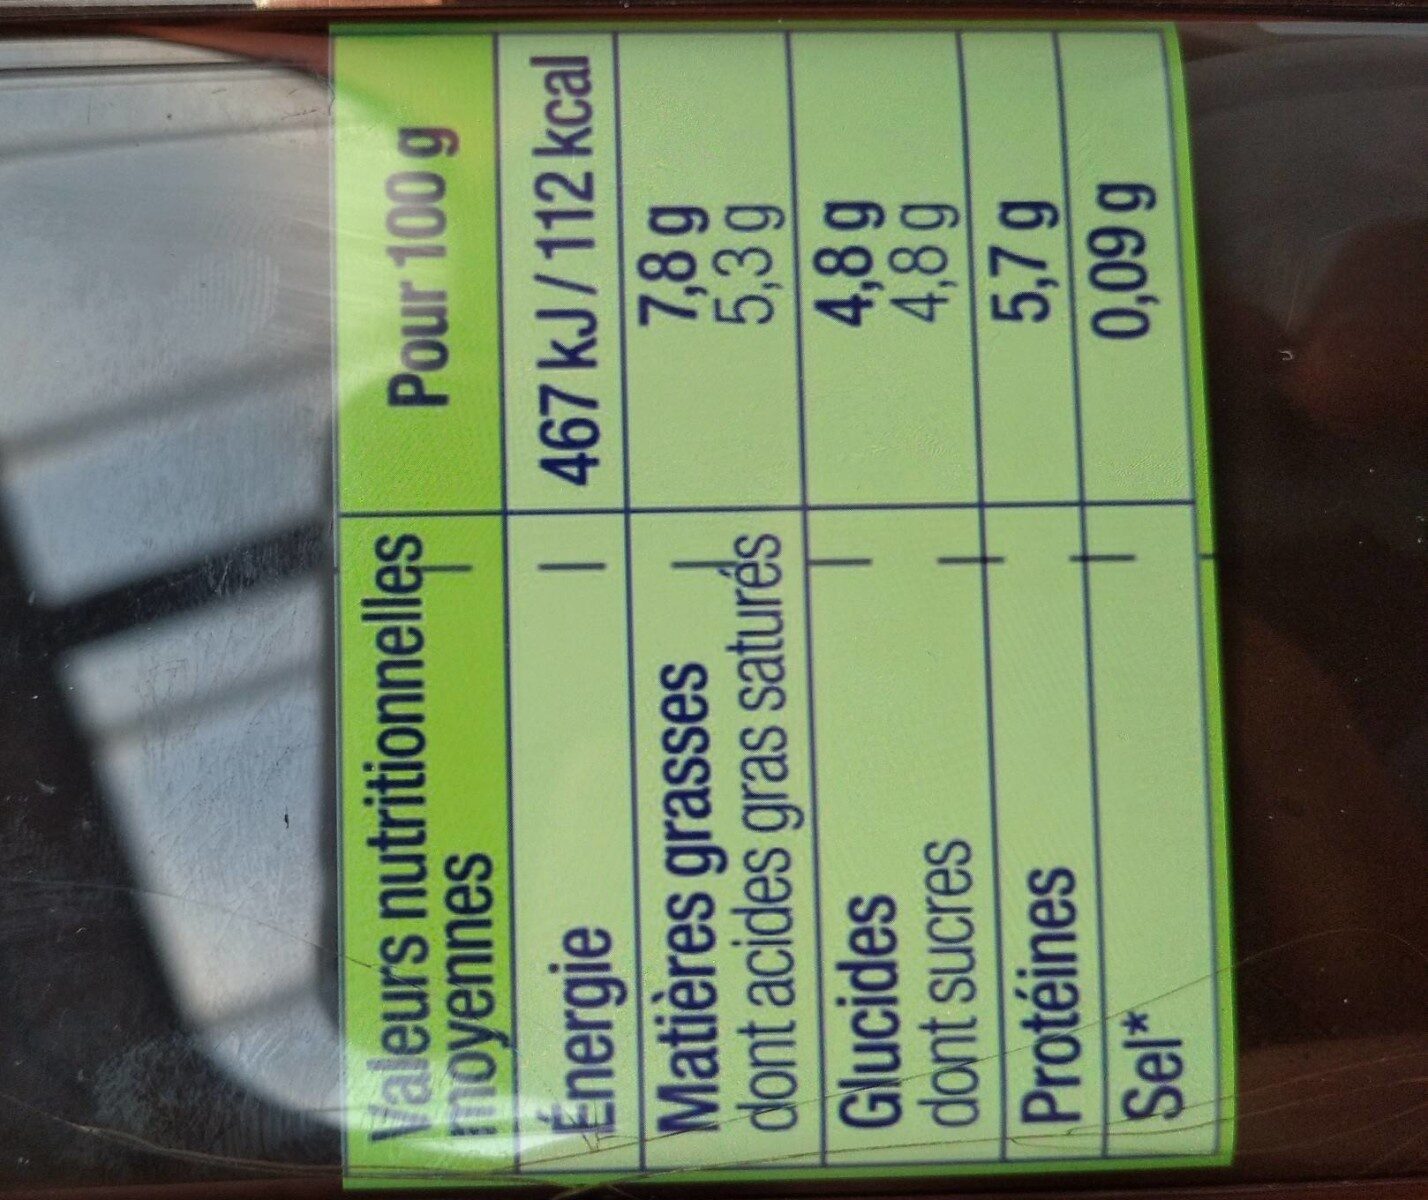 Valeurs nutritionnelles
moyennes
Pour 100 g
Énergie 467 kJ / 112 kcal
Matières grasses 7,8 g
dont acides gras saturés 5,3 g
Glucides 4,8 g
dont sucres 4,8 g
Protéines 5,7 g
Sel* 0,09 g